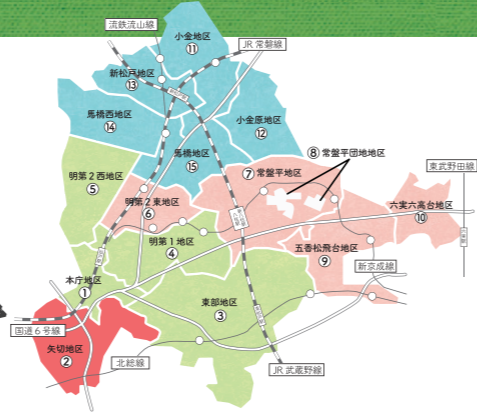 流鉄流山線
小金地区
⑪
JR常磐線
新松戸地区
⑬
馬橋西地区
⑭
小金原地区
⑫
馬橋地区
⑮
⑧常盤平団地地区
⑦常盤平地区
東武野田線
明第2西地区
⑤
明第2東地区
⑥
六実六高台地区
⑩
明第1地区
④
五香松飛台地区
⑨
新京成線
本庁地区
①
東部地区
③
国道6号線
矢切地区
②
北総線
JR武蔵野線